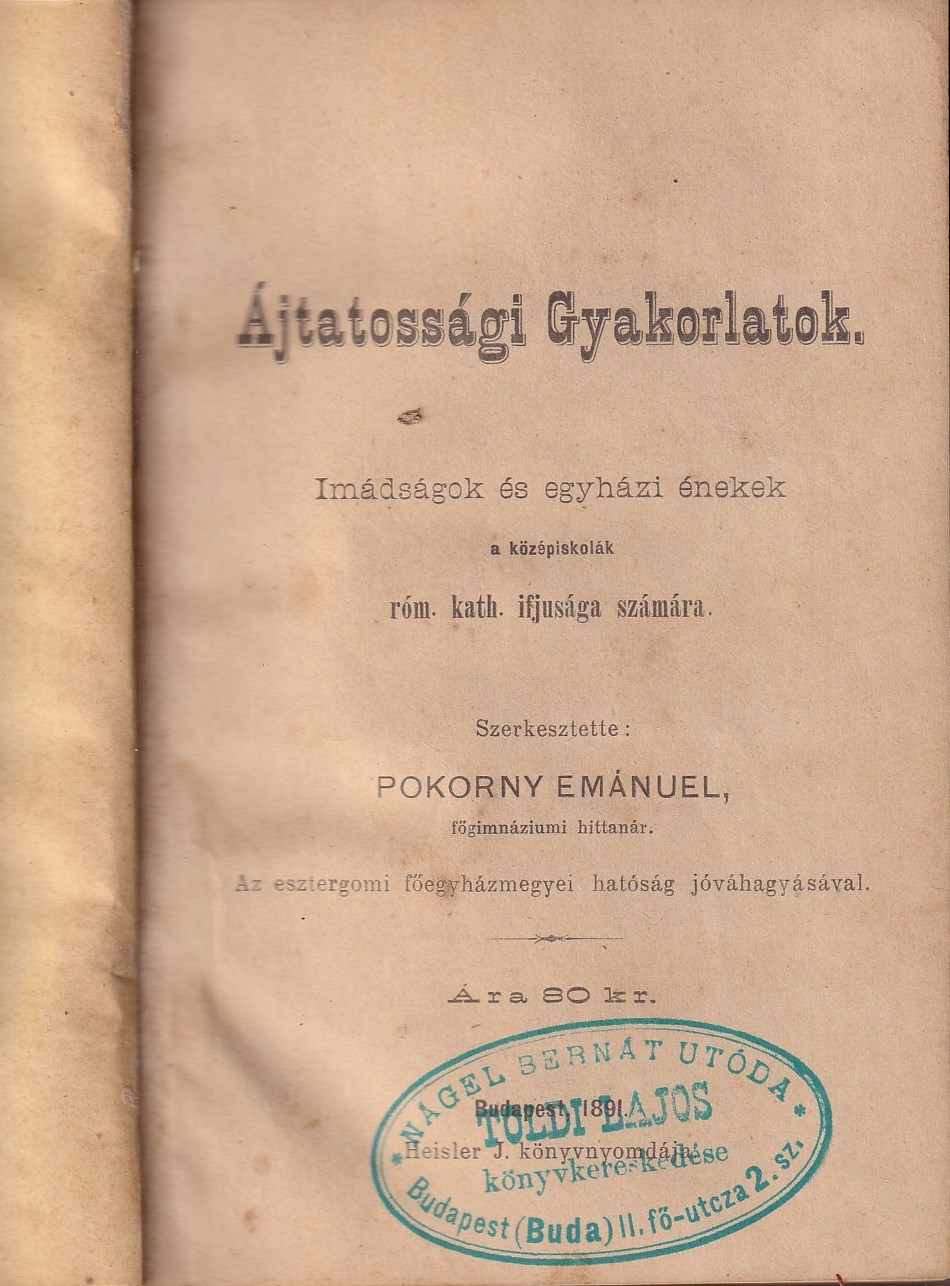 Ájtatossági Gyakorlatok.
Imádságok és egyházi énekek
a középiskolák
róm. kath. ifjusága számára.
Szerkesztette:
POKORNY EMÁNUEL,
főgimnáziumi hittanár.
Az esztergomi főegyházmegyei hatóság jóváhagyásával.
Ára 80 kr.
Budapest, 1891.
Heisler J. könyvnyomdája.
* NÁGEL BERNÁT UTÓDA *
TOLDI LAJOS
könyvkereskedése
Budapest (Buda) II. fő-utcza 2. sz.